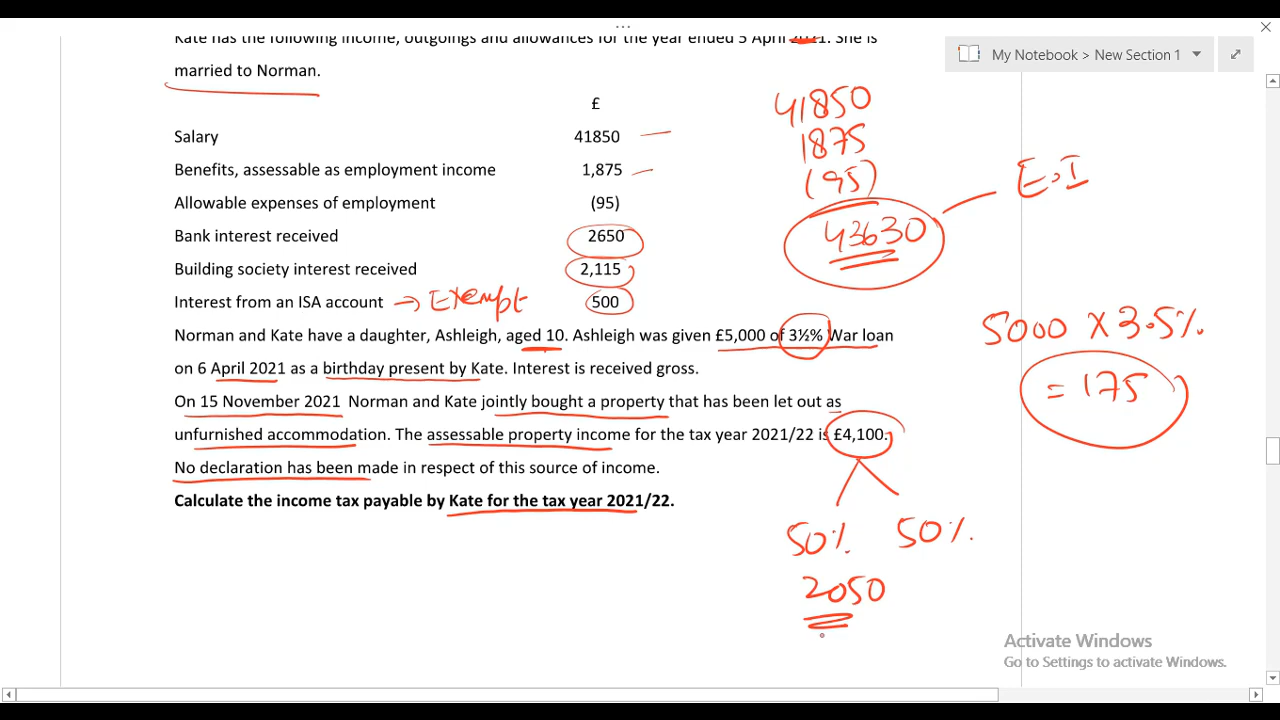 Kate has the following income, outgoings and allowances for the year ended 5 April 2021. She is
married to Norman.
£
Salary 41850
Benefits, assessable as employment income 1,875
Allowable expenses of employment (95)
Bank interest received 2650
Building society interest received 2,115
Interest from an ISA account → Exempt 500
Norman and Kate have a daughter, Ashleigh, aged 10. Ashleigh was given £5,000 of 3½% War loan
on 6 April 2021 as a birthday present by Kate. Interest is received gross.
On 15 November 2021 Norman and Kate jointly bought a property that has been let out as
unfurnished accommodation. The assessable property income for the tax year 2021/22 is £4,100.
No declaration has been made in respect of this source of income.
Calculate the income tax payable by Kate for the tax year 2021/22.
50% 50%
2050
41850
1875
(95)
43630
E.I
5000 X 3.5%
= 175
My Notebook > New Section 1
Activate Windows
Go to Settings to activate Windows.